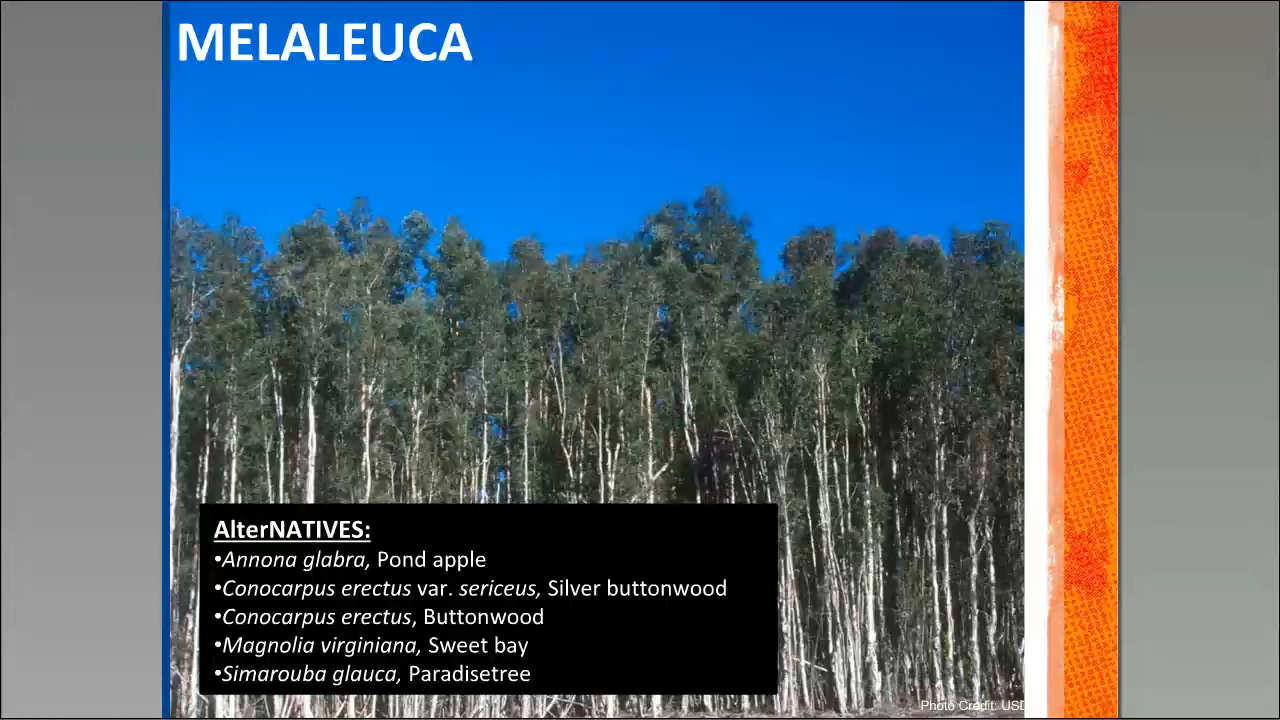 MELALEUCA
AlterNATIVES:
•Annona glabra, Pond apple
•Conocarpus erectus var. sericeus, Silver buttonwood
•Conocarpus erectus, Buttonwood
•Magnolia virginiana, Sweet bay
•Simarouba glauca, Paradisetree
Photo Credit: USD